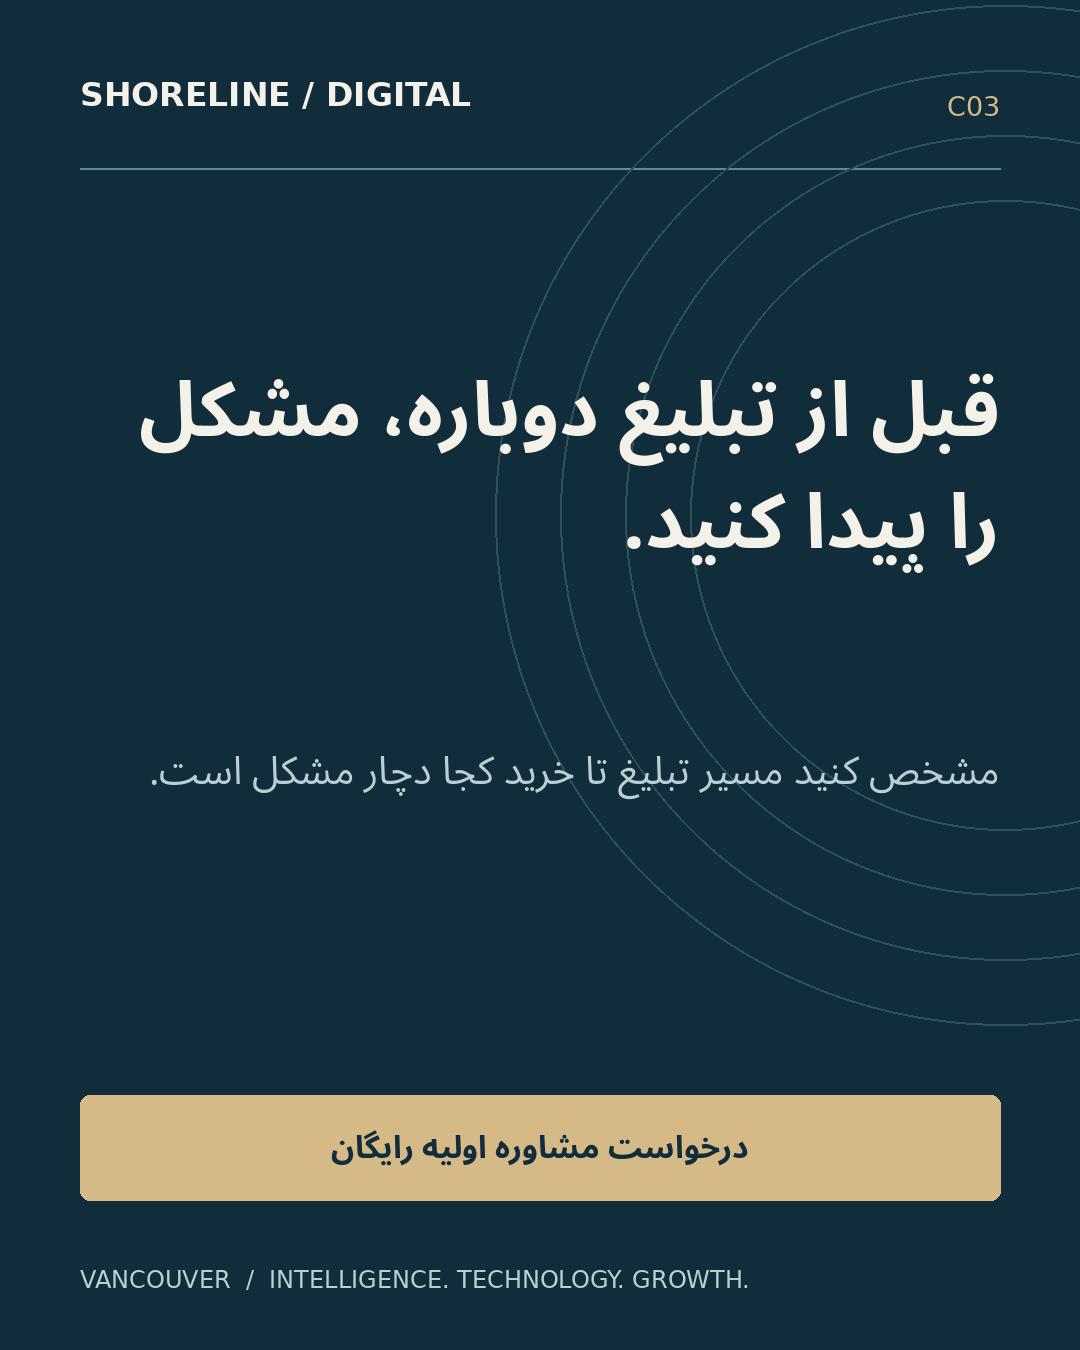 SHORELINE / DIGITAL
C03
قبل از تبلیغ دوباره، مشکل
را پیدا کنید.
مشخص کنید مسیر تبلیغ تا خرید کجا دچار مشکل است.
درخواست مشاوره اولیه رایگان
VANCOUVER / INTELLIGENCE. TECHNOLOGY. GROWTH.